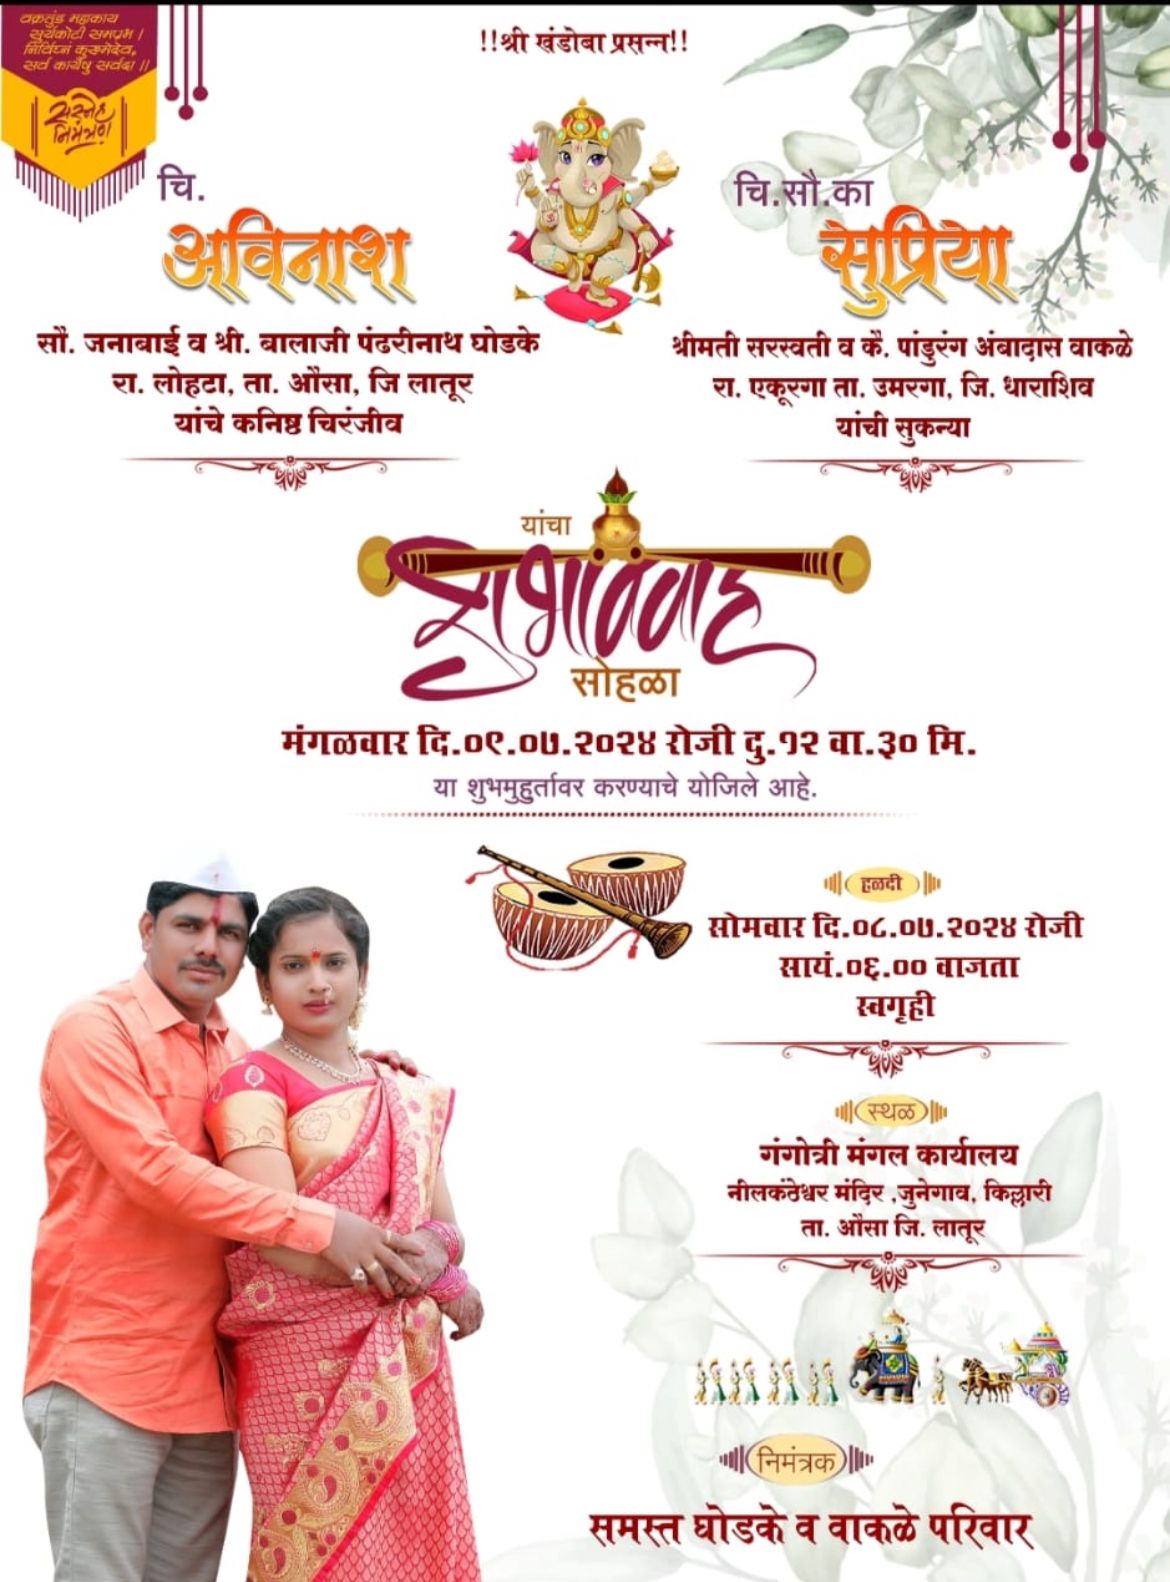 वक्रतुंड महाकाय
सुर्यकोटी समप्रभ।
निर्विघ्नं कुरूमेदेव,
सर्व कार्येषु सर्वदा॥
सस्नेह
निमंत्रण
!!श्री खंडोबा प्रसन्न!!
चि.
अविनाश
सौ. जनाबाई व श्री. बालाजी पंढरीनाथ घोडके
रा. लोहटा, ता. औसा, जि लातूर
यांचे कनिष्ठ चिरंजीव
चि.सौ.का
सुप्रिया
श्रीमती सरस्वती व कै. पांडुरंग अंबादास वाकळे
रा. एकूरगा ता. उमरगा, जि. धाराशिव
यांची सुकन्या
यांचा
शुभविवाह
सोहळा
मंगळवार दि.०९.०७.२०२४ रोजी दु.१२ वा.३० मि.
या शुभमुहुर्तावर करण्याचे योजिले आहे.
हळदी
सोमवार दि.०८.०७.२०२४ रोजी
सायं.०६.०० वाजता
स्वगृही
स्थळ
गंगोत्री मंगल कार्यालय
नीलकंठेश्वर मंदिर ,जुनेगाव, किल्लारी
ता. औसा जि. लातूर
निमंत्रक
समस्त घोडके व वाकळे परिवार